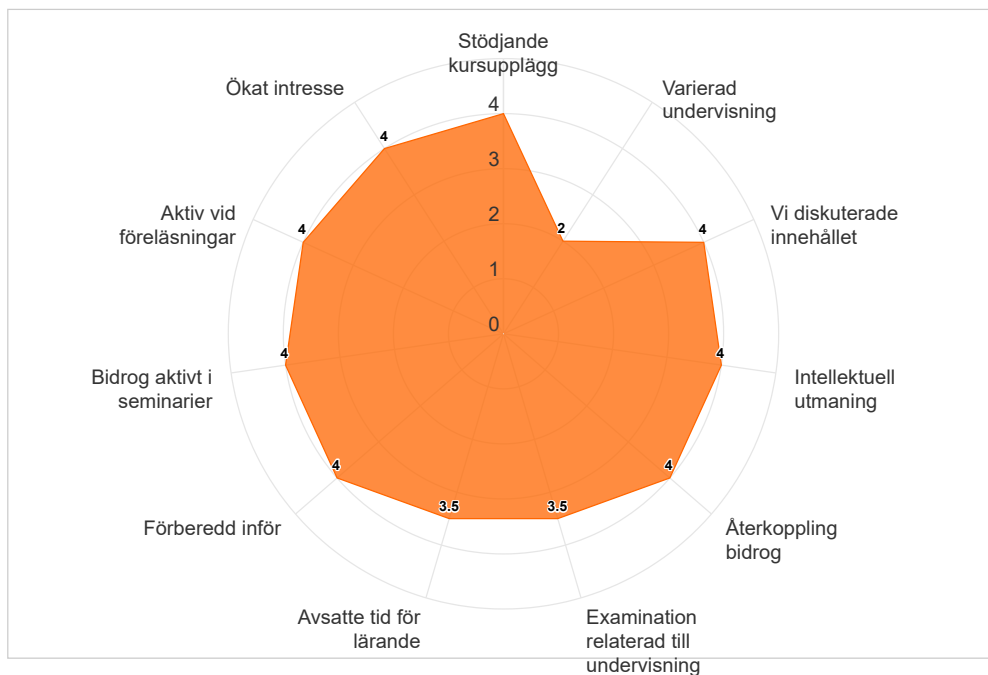 Stödjande
kursupplägg
Ökat intresse
Varierad
undervisning
4
4
3
Aktiv vid
föreläsningar
4
2
2
4
Vi diskuterade
innehållet
1
0
Bidrog aktivt i
seminarier
4
4
Intellektuell
utmaning
4
4
Förberedd inför
3.5
3.5
Återkoppling
bidrog
Avsatte tid för
lärande
Examination
relaterad till
undervisning